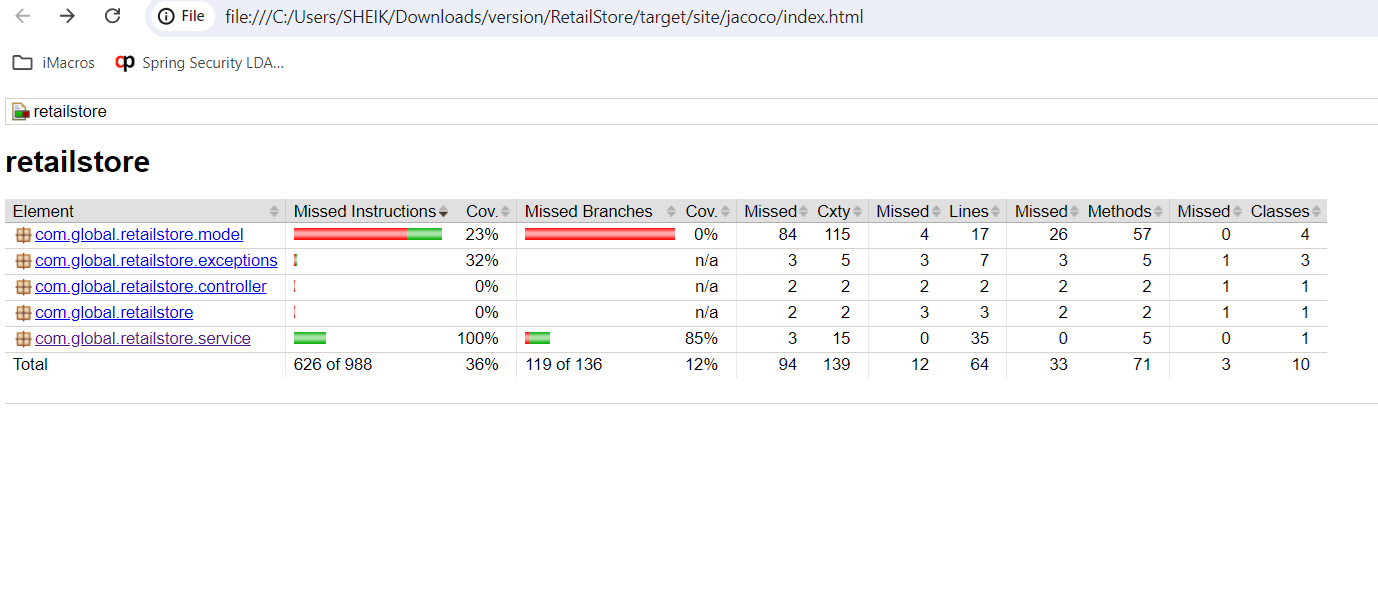 File file:///C:/Users/SHEIK/Downloads/version/RetailStore/target/site/jacoco/index.html
iMacros Spring Security LDA...
retailstore
retailstore
Element Missed Instructions Cov. Missed Branches Cov. Missed Cxty Missed Lines Missed Methods Missed Classes
com.global.retailstore.model 23% 0% 84 115 4 17 26 57 0 4
com.global.retailstore.exceptions 32% n/a 3 5 3 7 3 5 1 3
com.global.retailstore.controller 0% n/a 2 2 2 2 2 2 1 1
com.global.retailstore 0% n/a 2 2 3 3 2 2 1 1
com.global.retailstore.service 100% 85% 3 15 0 35 0 5 0 1
Total 626 of 988 36% 119 of 136 12% 94 139 12 64 33 71 3 10